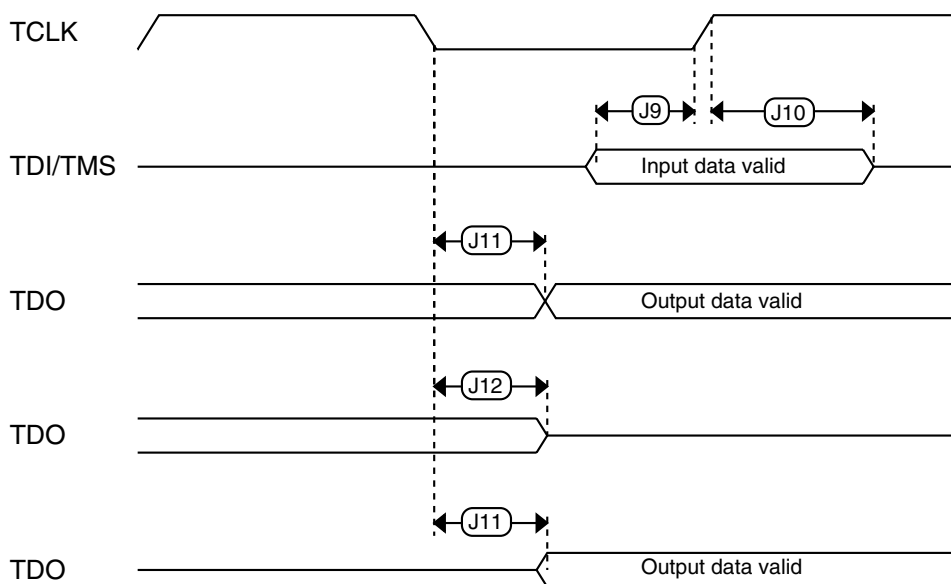 TCLK
J9
J10
TDI/TMS
Input data valid
J11
TDO
Output data valid
J12
TDO
J11
TDO
Output data valid